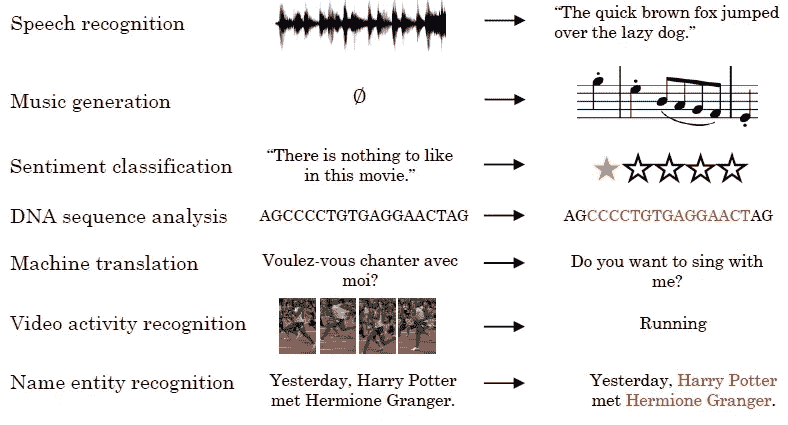 Speech recognition
“The quick brown fox jumped
over the lazy dog.”
Music generation
∅
Sentiment classification
“There is nothing to like
in this movie.”
DNA sequence analysis
AGCCCCTGTGAGGAACTAG
AGCCCCTGTGAGGAACTAG
Machine translation
Voulez-vous chanter avec
moi?
Do you want to sing with
me?
Video activity recognition
Running
Name entity recognition
Yesterday, Harry Potter
met Hermione Granger.
Yesterday, Harry Potter
met Hermione Granger.